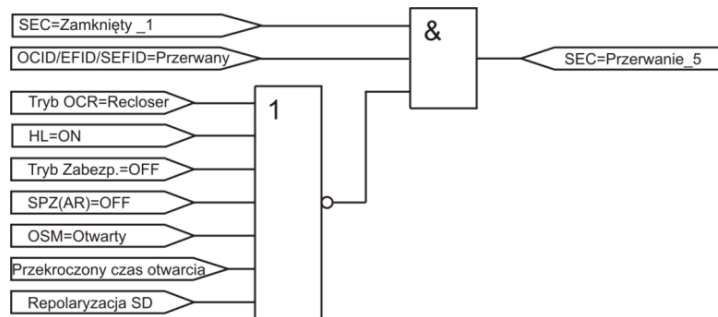 SEC=Zamknięty _1
&
OCID/EFID/SEFID=Przerwany
SEC=Przerwanie_5
Tryb OCR=Recloser
1
HL=ON
Tryb Zabezp.=OFF
SPZ(AR)=OFF
OSM=Otwarty
Przekroczony czas otwarcia
Repolaryzacja SD